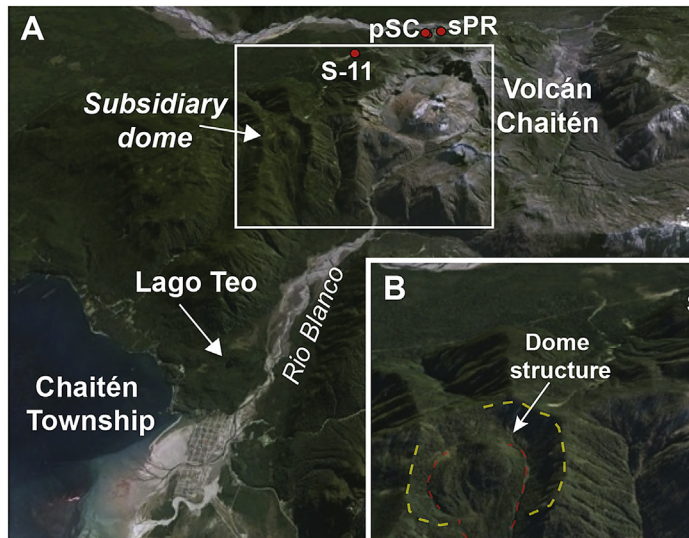 A
pSC
sPR
S-11
Volcán
Chaitén
Subsidiary
dome
Lago Teo
Rio Blanco
Chaitén
Township
B
Dome
structure